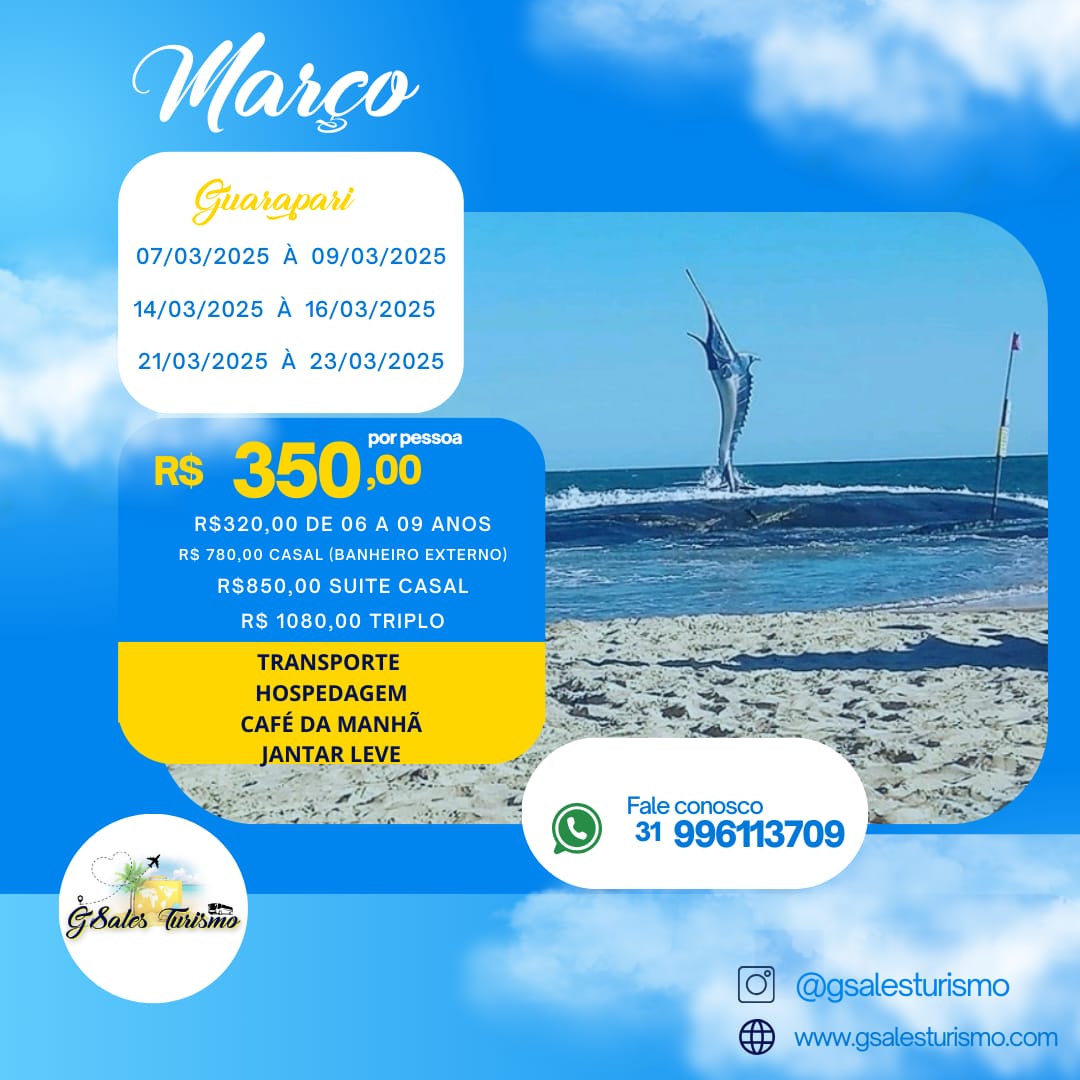 Março
Guarapari
07/03/2025 À 09/03/2025
14/03/2025 À 16/03/2025
21/03/2025 À 23/03/2025
por pessoa
R$ 350,00
R$320,00 DE 06 A 09 ANOS
R$ 780,00 CASAL (BANHEIRO EXTERNO)
R$850,00 SUITE CASAL
R$ 1080,00 TRIPLO
TRANSPORTE
HOSPEDAGEM
CAFÉ DA MANHÃ
JANTAR LEVE
Fale conosco
31 996113709
GSales Turismo
@gsalesturismo
www.gsalesturismo.com